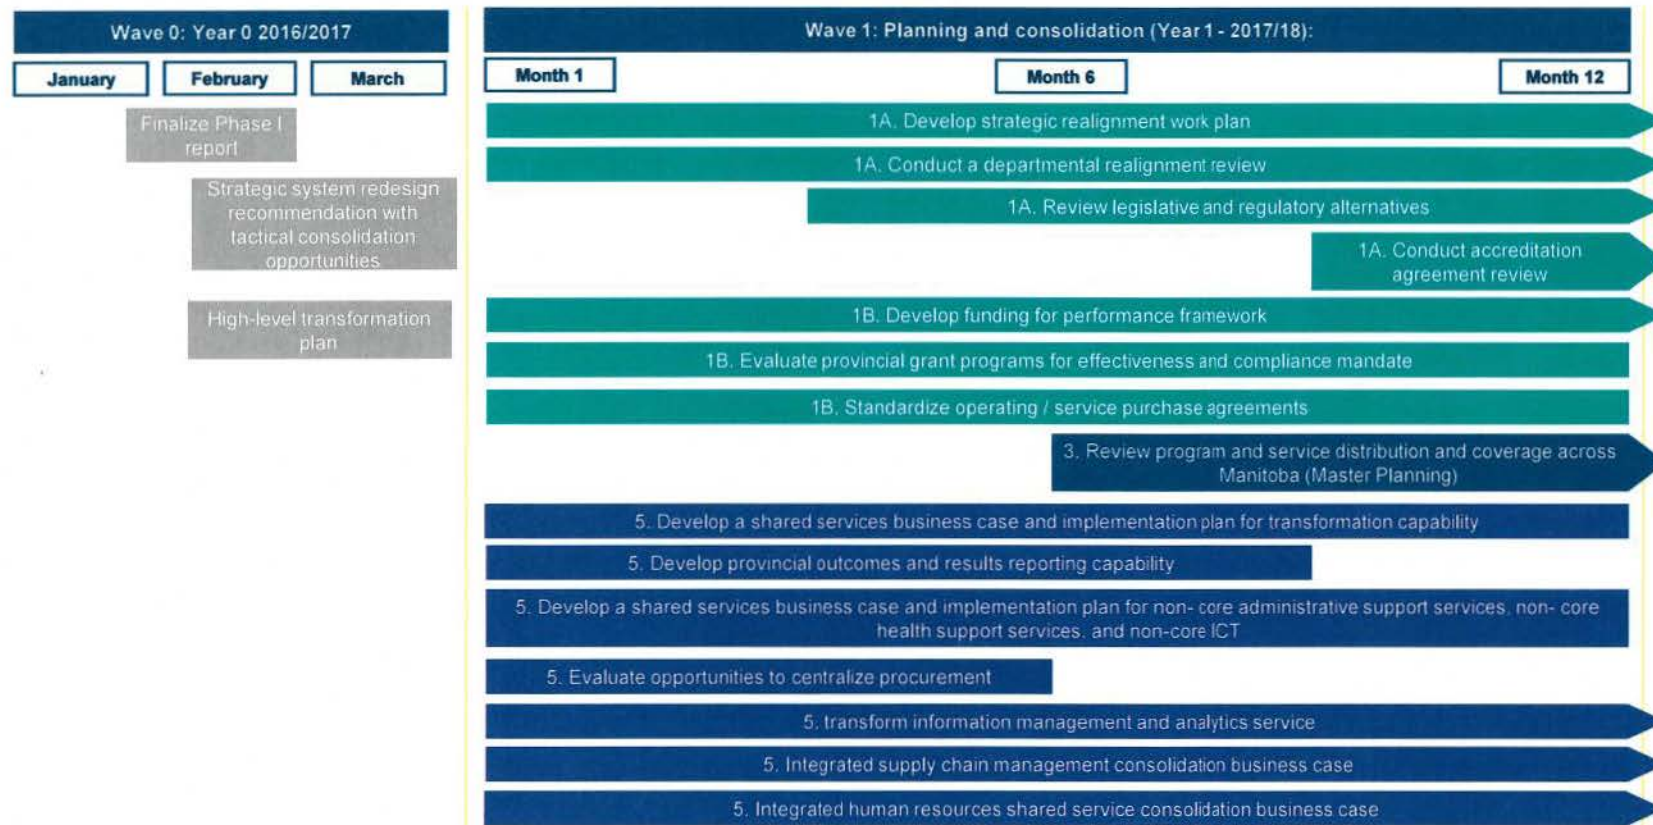 Wave 0: Year 0 2016/2017
Wave 1: Planning and consolidation (Year 1 - 2017/18):
January
February
March
Month 1
Month 6
Month 12
Finalize Phase I
report
Strategic system redesign
recommendation with
tactical consolidation
opportunities
High-level transformation
plan
1A. Develop strategic realignment work plan
1A. Conduct a departmental realignment review
1A. Review legislative and regulatory alternatives
1A. Conduct accreditation
agreement review
1B. Develop funding for performance framework
1B. Evaluate provincial grant programs for effectiveness and compliance mandate
1B. Standardize operating / service purchase agreements
3. Review program and service distribution and coverage across
Manitoba (Master Planning)
5. Develop a shared services business case and implementation plan for transformation capability
5. Develop provincial outcomes and results reporting capability
5. Develop a shared services business case and implementation plan for non- core administrative support services, non- core
health support services, and non-core ICT
5. Evaluate opportunities to centralize procurement
5. transform information management and analytics service
5. Integrated supply chain management consolidation business case
5. Integrated human resources shared service consolidation business case